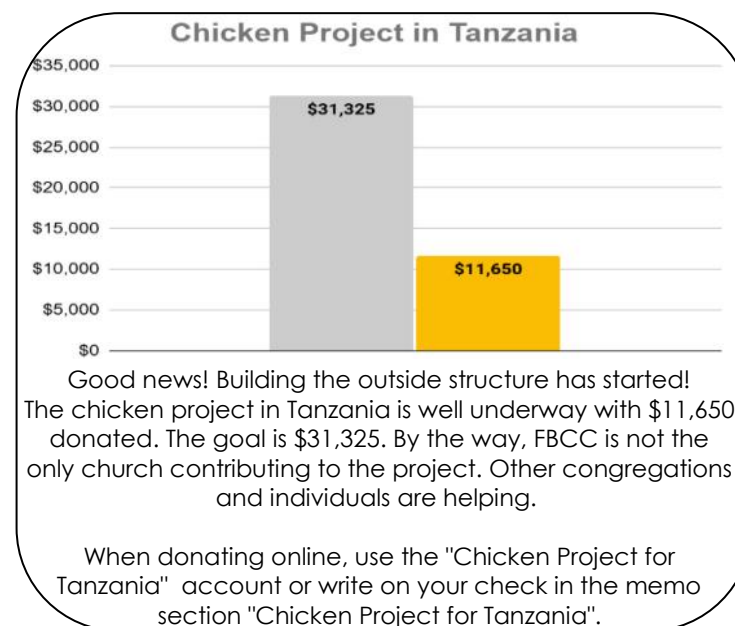 Chicken Project in Tanzania
$35,000
$30,000
$25,000
$20,000
$15,000
$10,000
$5,000
$0
$31,325
$11,650
Good news! Building the outside structure has started!
The chicken project in Tanzania is well underway with $11,650
donated. The goal is $31,325. By the way, FBCC is not the
only church contributing to the project. Other congregations
and individuals are helping.
When donating online, use the "Chicken Project for
Tanzania"  account or write on your check in the memo
section "Chicken Project for Tanzania".